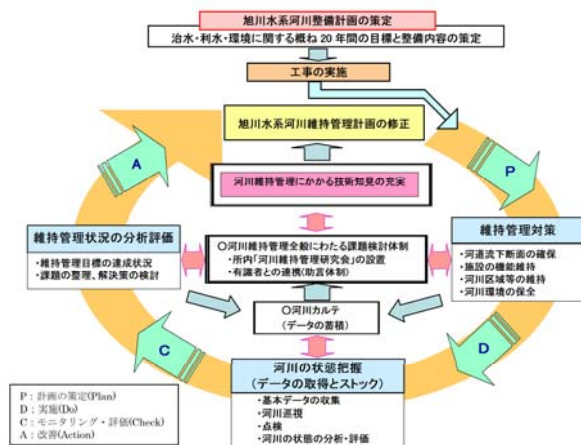 旭川水系河川整備計画の策定
治水・利水・環境に関する概ね20年間の目標と整備内容の策定
工事の実施
旭川水系河川維持管理計画の修正
P
A
河川維持管理にかかる技術知見の充実
維持管理状況の分析評価
・維持管理目標の達成状況
・課題の整理、解決策の検討
〇河川維持管理全般にわたる課題検討体制
・所内「河川維持管理研究会」の設置
・有識者との連携(助言体制)
維持管理対策
・河道流下断面の確保
・施設の機能維持
・河川区域等の維持
・河川環境の保全
〇河川カルテ
(データの蓄積)
C
D
河川の状態把握
(データの取得とストック)
・基本データの収集
・河川巡視
・点検
・河川の状態の分析・評価
P：計画の策定(Plan)
D：実施(Do)
C：モニタリング・評価(Check)
A：改善(Action)